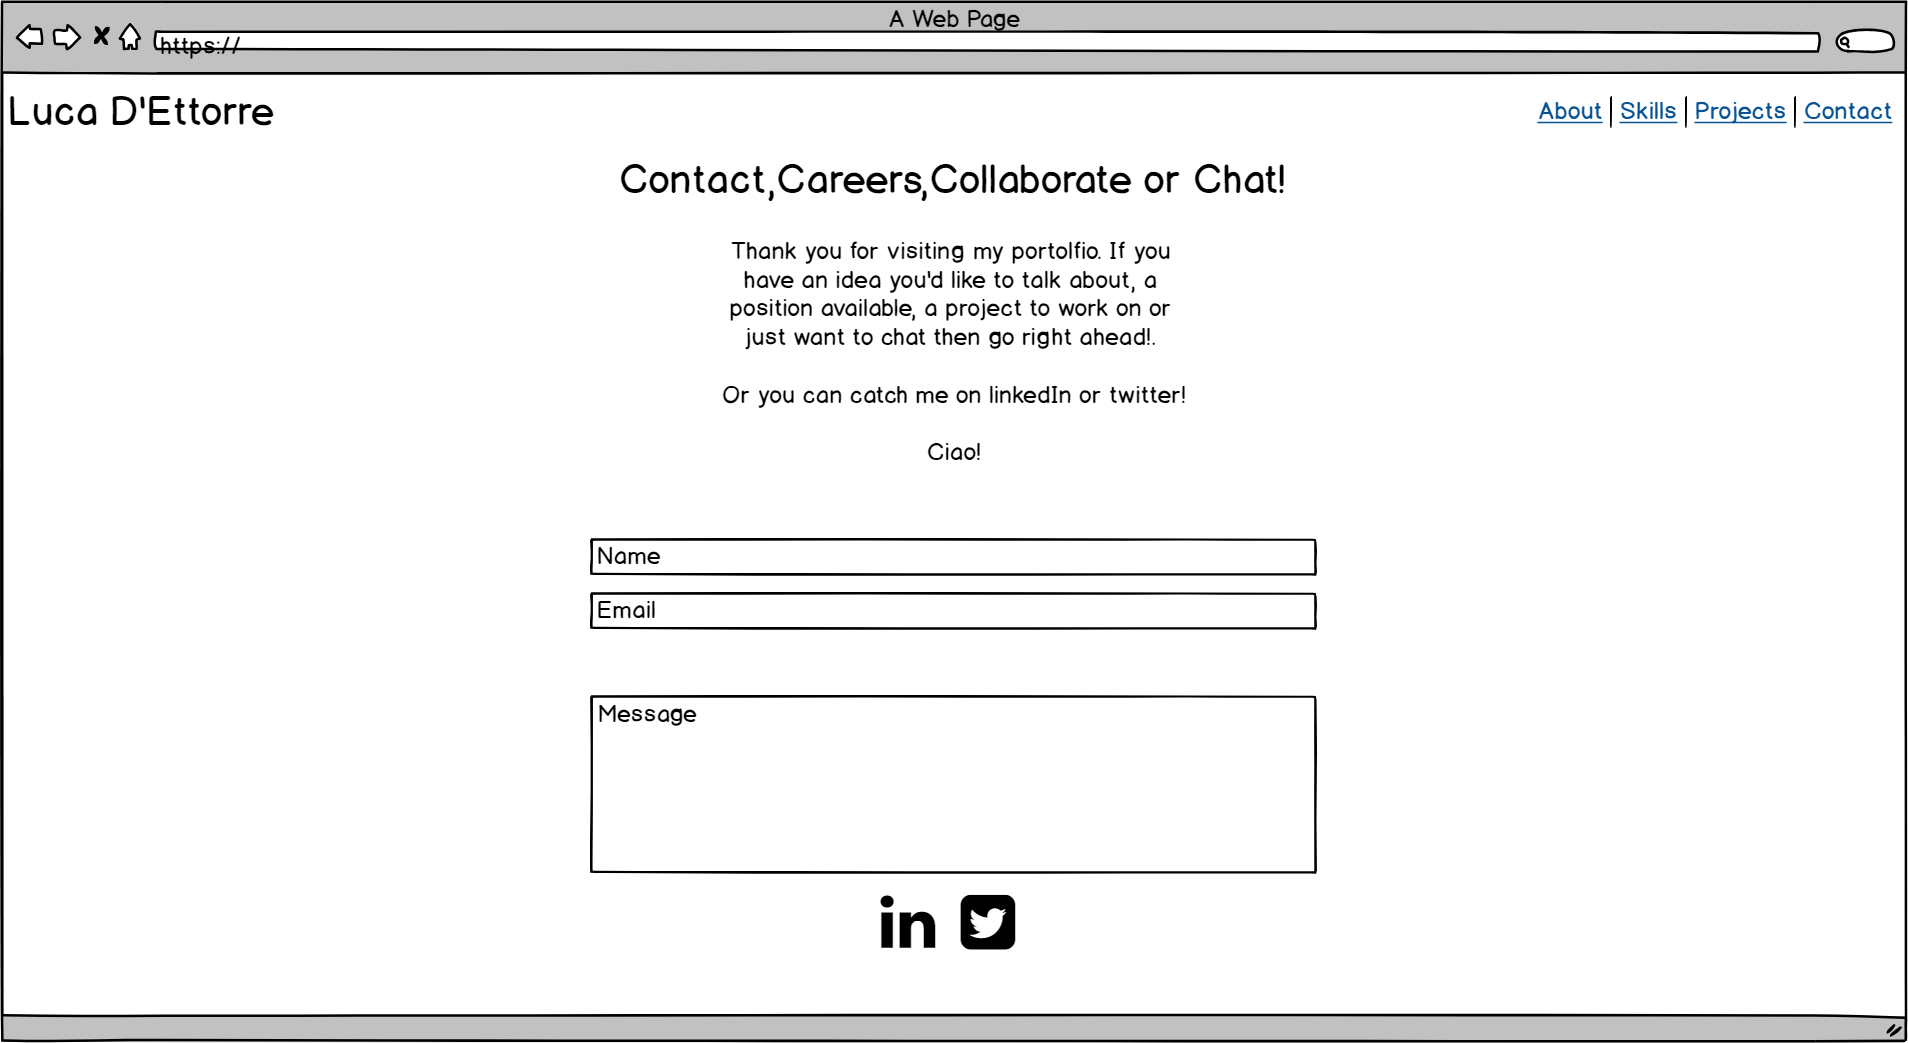 A Web Page
https://
Luca D'Ettorre
About | Skills | Projects | Contact
Contact,Careers,Collaborate or Chat!
Thank you for visiting my portolfio. If you
have an idea you'd like to talk about, a
position available, a project to work on or
just want to chat then go right ahead!.
Or you can catch me on linkedIn or twitter!
Ciao!
Name
Email
Message
in